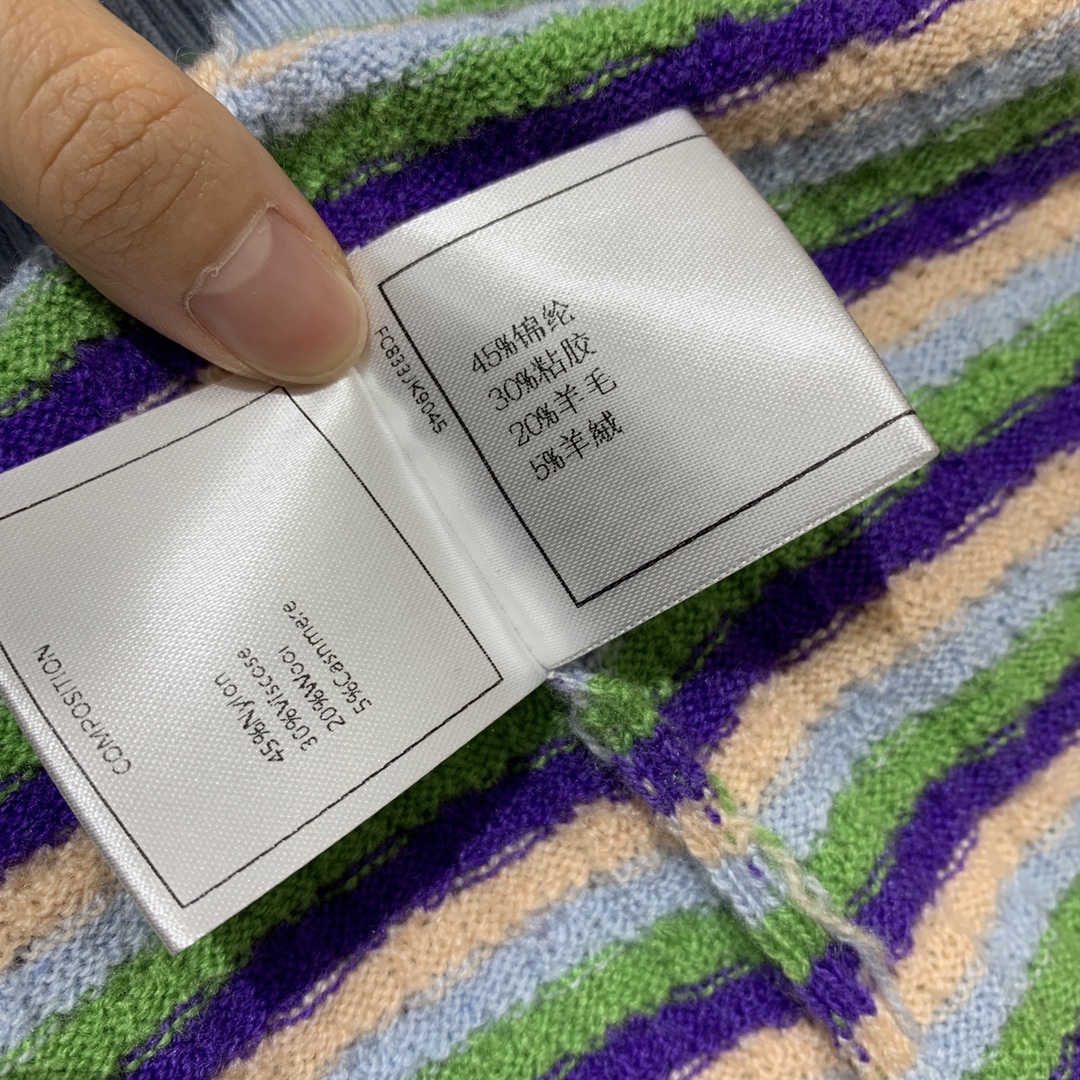 COMPOSITION
45%Nylon
30%Viscose
20%Wool
5%Cashmere
FC833JK9045
45%锦纶
30%粘胶
20%羊毛
5%羊絨